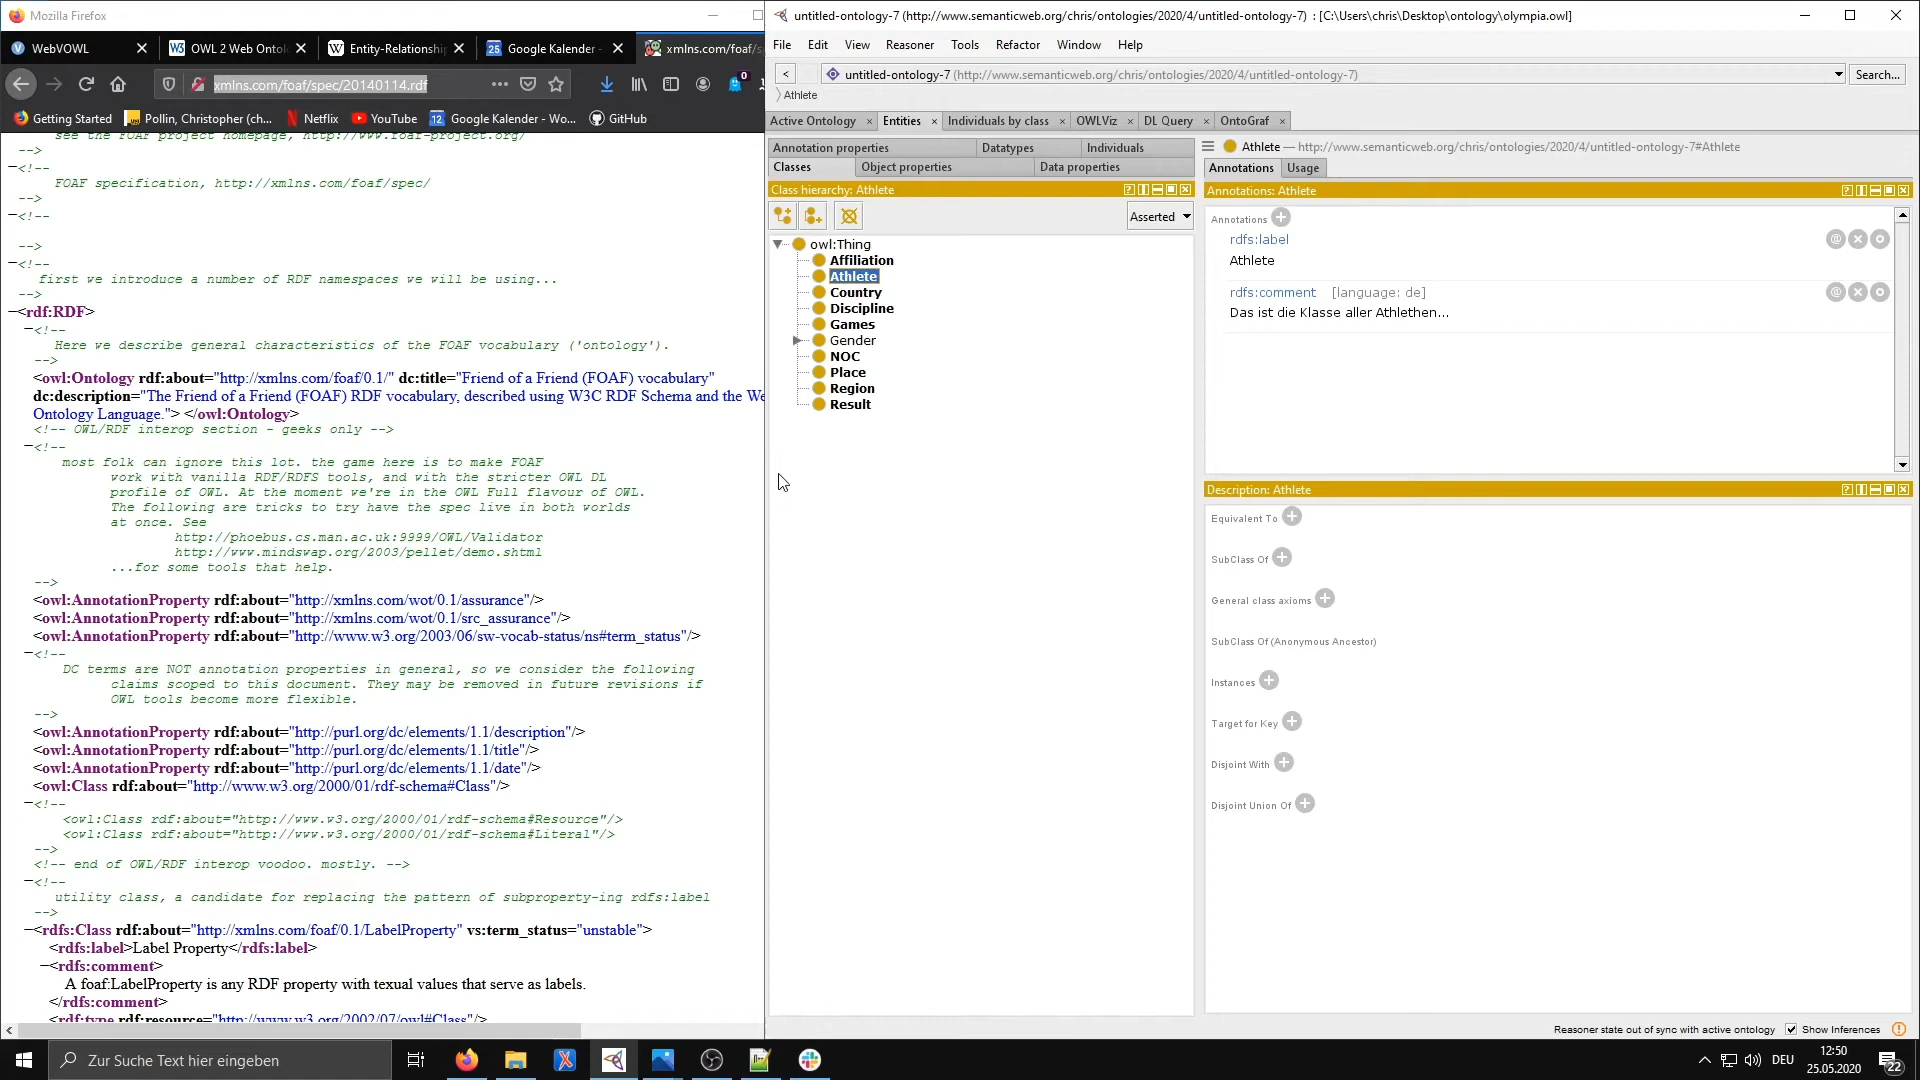 Mozilla Firefox
WebVOWL
OWL 2 Web Ontolo
Entity-Relationship
Google Kalender -
xmlns.com/foaf/s
xmlns.com/foaf/spec/20140114.rdf
0
Getting Started
Pollin, Christopher (ch...
Netflix
YouTube
Google Kalender - Wo...
GitHub
see the FOAF project homepage, http://www.foaf-project.org/
-->
<!--
FOAF specification, http://xmlns.com/foaf/spec/
-->
<!--
-->
<!--
first we introduce a number of RDF namespaces we will be using...
-->
<rdf:RDF>
<!--
Here we describe general characteristics of the FOAF vocabulary ('ontology').
-->
<owl:Ontology rdf:about="http://xmlns.com/foaf/0.1/" dc:title="Friend of a Friend (FOAF) vocabulary"
dc:description="The Friend of a Friend (FOAF) RDF vocabulary, described using W3C RDF Schema and the We
Ontology Language."> </owl:Ontology>
<!-- OWL/RDF interop section - geeks only -->
<!--
most folk can ignore this lot. the game here is to make FOAF
work with vanilla RDF/RDFS tools, and with the stricter OWL DL
profile of OWL. At the moment we're in the OWL Full flavour of OWL.
The following are tricks to try have the spec live in both worlds
at once. See
http://phoebus.cs.man.ac.uk:9999/OWL/Validator
http://www.mindswap.org/2003/pellet/demo.shtml
...for some tools that help.
-->
<owl:AnnotationProperty rdf:about="http://xmlns.com/wot/0.1/assurance"/>
<owl:AnnotationProperty rdf:about="http://xmlns.com/wot/0.1/src_assurance"/>
<owl:AnnotationProperty rdf:about="http://www.w3.org/2003/06/sw-vocab-status/ns#term_status"/>
<!--
DC terms are NOT annotation properties in general, so we consider the following
claims scoped to this document. They may be removed in future revisions if
OWL tools become more flexible.
-->
<owl:AnnotationProperty rdf:about="http://purl.org/dc/elements/1.1/description"/>
<owl:AnnotationProperty rdf:about="http://purl.org/dc/elements/1.1/title"/>
<owl:AnnotationProperty rdf:about="http://purl.org/dc/elements/1.1/date"/>
<owl:Class rdf:about="http://www.w3.org/2000/01/rdf-schema#Class"/>
<!--
<owl:Class rdf:about="http://www.w3.org/2000/01/rdf-schema#Resource"/>
<owl:Class rdf:about="http://www.w3.org/2000/01/rdf-schema#Literal"/>
-->
<!-- end of OWL/RDF interop voodoo. mostly. -->
<!--
utility class, a candidate for replacing the pattern of subproperty-ing rdfs:label
-->
<rdfs:Class rdf:about="http://xmlns.com/foaf/0.1/LabelProperty" vs:term_status="unstable">
<rdfs:label>Label Property</rdfs:label>
<rdfs:comment>
A foaf:LabelProperty is any RDF property with texual values that serve as labels.
</rdfs:comment>
<rdf:type rdf:resource="http://www.w3.org/2002/07/owl#Class"/>
untitled-ontology-7 (http://www.semanticweb.org/chris/ontologies/2020/4/untitled-ontology-7) : [C:\Users\chris\Desktop\ontology\olympia.owl]
File Edit View Reasoner Tools Refactor Window Help
< untitled-ontology-7 (http://www.semanticweb.org/chris/ontologies/2020/4/untitled-ontology-7) Search...
Athlete
Active Ontology × Entities × Individuals by class × OWLViz × DL Query × OntoGraf ×
Annotation properties Datatypes Individuals
Classes Object properties Data properties
Class hierarchy: Athlete
Asserted
owl:Thing
Affiliation
Athlete
Country
Discipline
Games
Gender
NOC
Place
Region
Result
Athlete — http://www.semanticweb.org/chris/ontologies/2020/4/untitled-ontology-7#Athlete
Annotations Usage
Annotations: Athlete
Annotations
rdfs:label
Athlete
rdfs:comment [language: de]
Das ist die Klasse aller Athlethen...
Description: Athlete
Equivalent To
SubClass Of
General class axioms
SubClass Of (Anonymous Ancestor)
Instances
Target for Key
Disjoint With
Disjoint Union Of
Reasoner state out of sync with active ontology Show Inferences
Zur Suche Text hier eingeben
DEU
12:50
25.05.2020
22